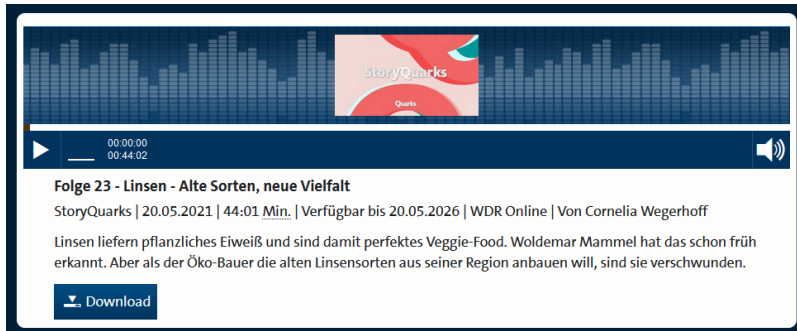 StoryQuarks
Quarks
00:00:00
00:44:02
Folge 23 - Linsen - Alte Sorten, neue Vielfalt
StoryQuarks | 20.05.2021 | 44:01 Min. | Verfügbar bis 20.05.2026 | WDR Online | Von Cornelia Wegerhoff
Linsen liefern pflanzliches Eiweiß und sind damit perfektes Veggie-Food. Woldemar Mammel hat das schon früh
erkannt. Aber als der Öko-Bauer die alten Linsensorten aus seiner Region anbauen will, sind sie verschwunden.
Download